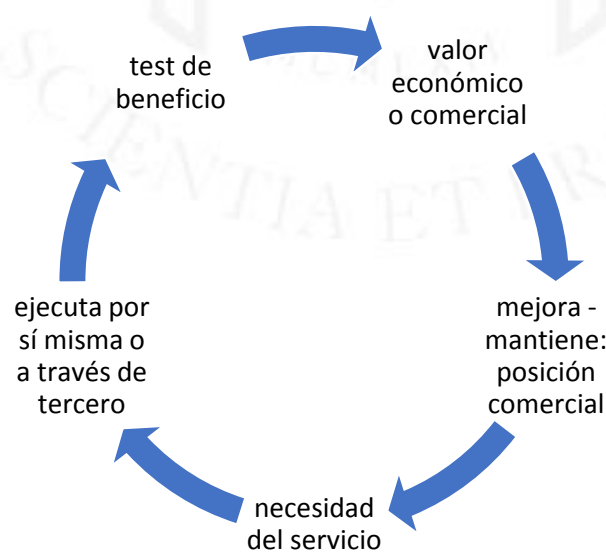 test de
beneficio
valor
económico
o comercial
mejora -
mantiene:
posición
comercial
necesidad
del servicio
ejecuta por
sí misma o
a través de
tercero